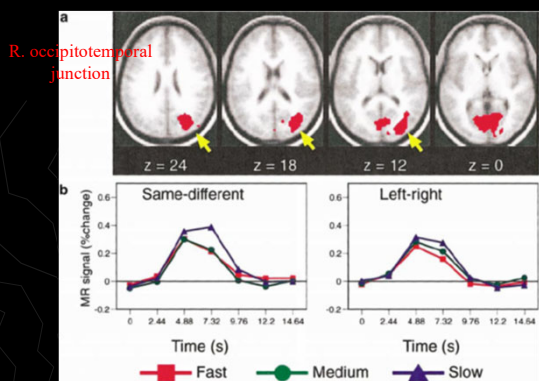 a
R. occipitotemporal
junction
z = 24 z = 18 z = 12 z = 0
b
Same-different Left-right
MR signal (%change)
0.6
0.4
0.2
0
-0.2
0 2.44 4.88 7.32 9.76 12.2 14.64
Time (s)
0.6
0.4
0.2
0
-0.2
0 2.44 4.88 7.32 9.76 12.2 14.64
Time (s)
Fast Medium Slow